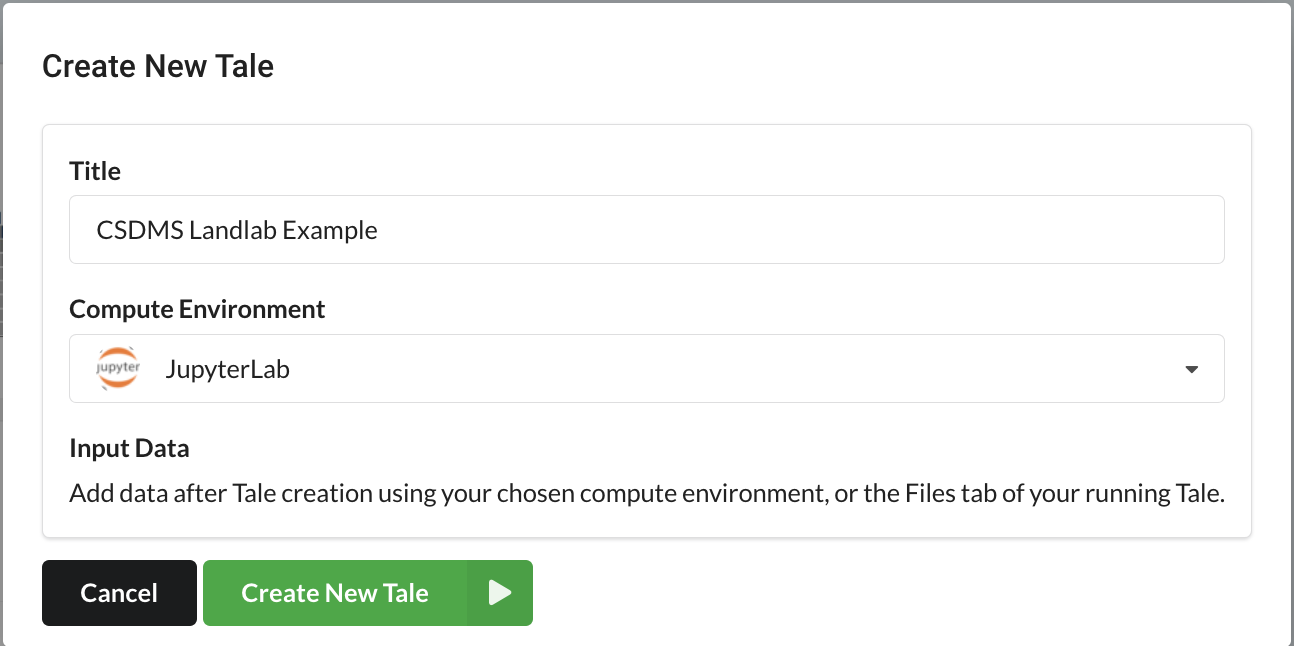 Create New Tale
Title
CSDMS Landlab Example
Compute Environment
jupyter JupyterLab
Input Data
Add data after Tale creation using your chosen compute environment, or the Files tab of your running Tale.
Cancel Create New Tale